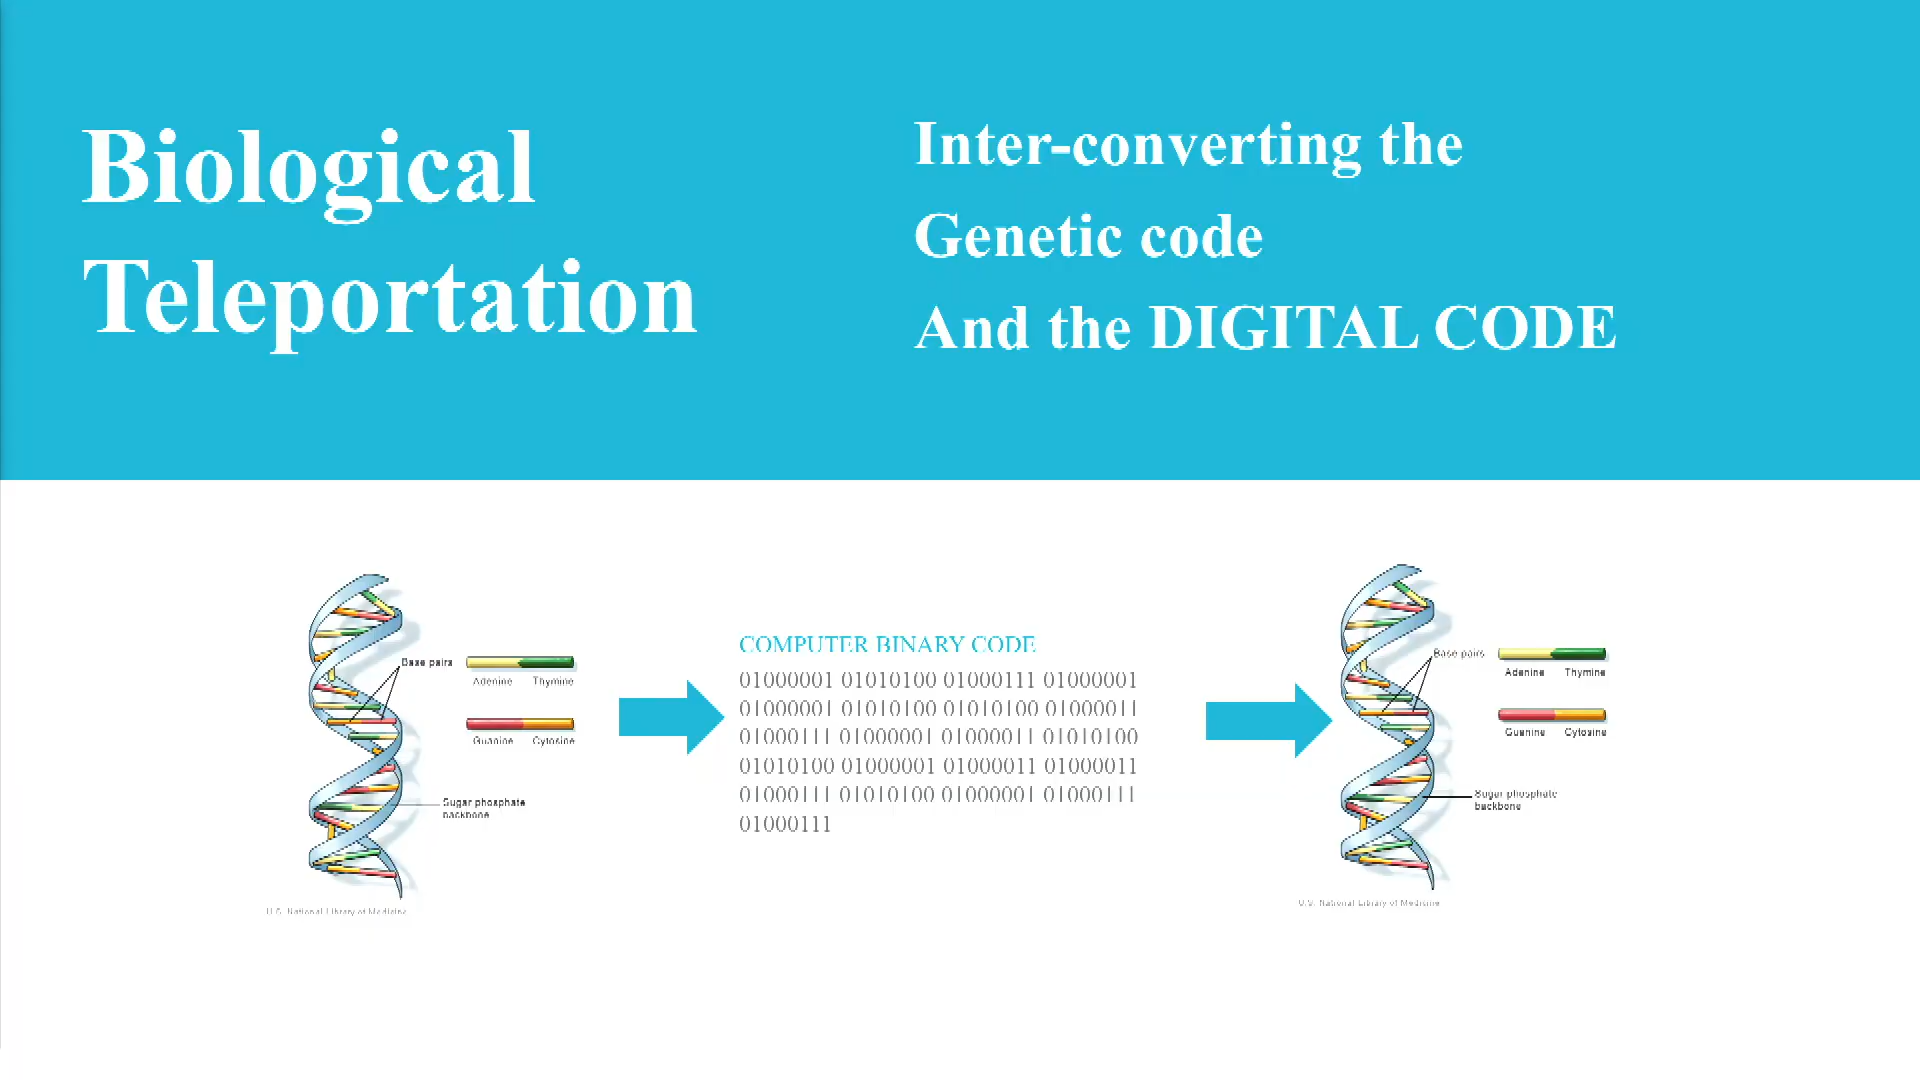 Biological
Teleportation
Inter-converting the
Genetic code
And the DIGITAL CODE
Base pairs
Adenine Thymine
Guanine Cytosine
Sugar phosphate
backbone
U.S. National Library of Medicine
COMPUTER BINARY CODE
01000001 01010100 01000111 01000001
01000001 01010100 01010100 01000011
01000111 01000001 01000011 01010100
01010100 01000001 01000011 01000011
01000111 01010100 01000001 01000111
01000111
Base pairs
Adenine Thymine
Guanine Cytosine
Sugar phosphate
backbone
U.S. National Library of Medicine